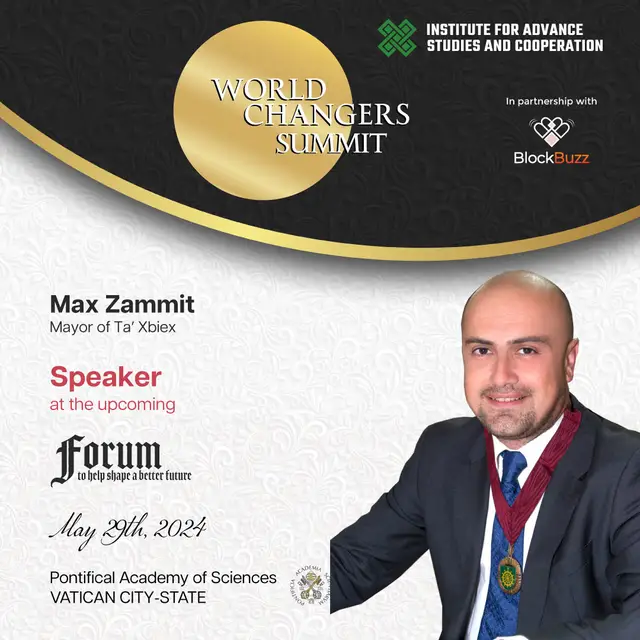 INSTITUTE FOR ADVANCE
STUDIES AND COOPERATION
WORLD
CHANGERS
SUMMIT
In partnership with
BlockBuzz
Max Zammit
Mayor of Ta' Xbiex
Speaker
at the upcoming
Forum
to help shape a better future
May 29th, 2024
Pontifical Academy of Sciences
VATICAN CITY-STATE